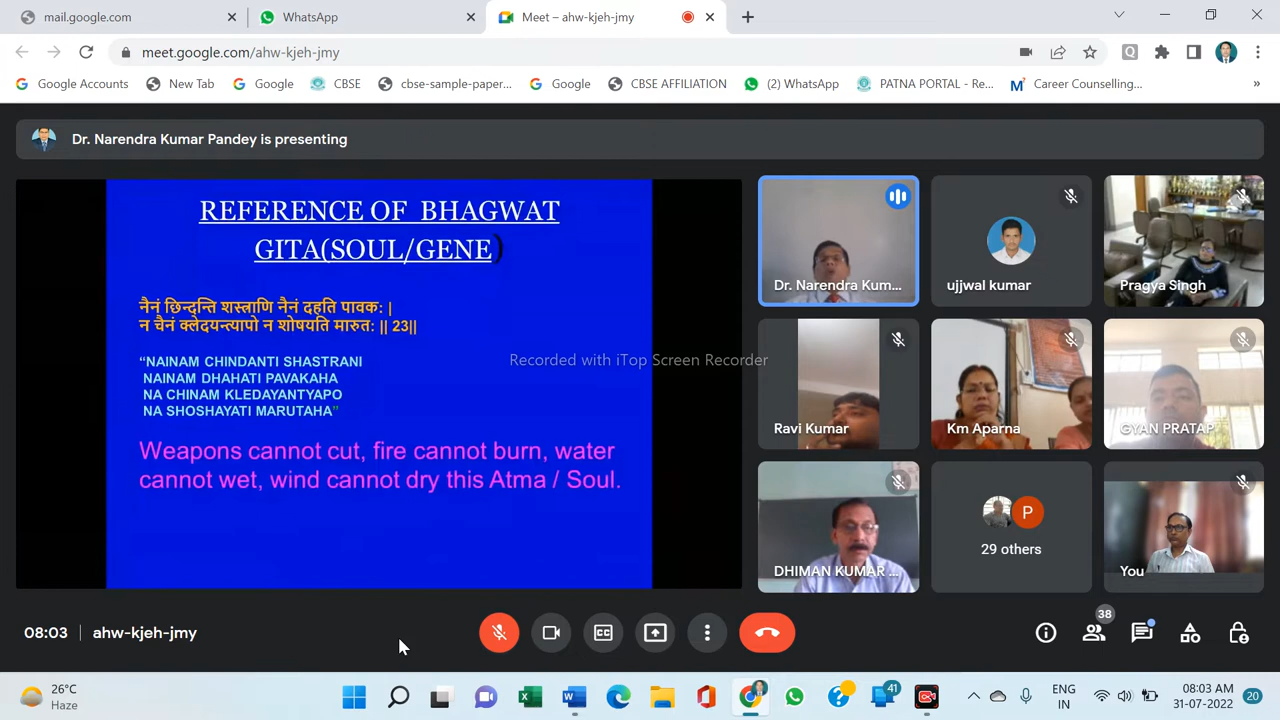 mail.google.com
WhatsApp
Meet – ahw-kjeh-jmy
meet.google.com/ahw-kjeh-jmy
Google Accounts
New Tab
Google
CBSE
cbse-sample-paper...
Google
CBSE AFFILIATION
(2) WhatsApp
PATNA PORTAL - Re...
Career Counselling...
»
Dr. Narendra Kumar Pandey is presenting
REFERENCE OF BHAGWAT
GITA(SOUL/GENE)
नैनं छिन्दन्ति शस्त्राणि नैनं दहति पावक: |
न चैनं क्लेदयन्त्यापो न शोषयति मारुत: || 23||
“NAINAM CHINDANTI SHASTRANI
NAINAM DHAHATI PAVAKAHA
NA CHINAM KLEDAYANTYAPO
NA SHOSHAYATI MARUTAHA”
Weapons cannot cut, fire cannot burn, water
cannot wet, wind cannot dry this Atma / Soul.
Recorded with iTop Screen Recorder
Dr. Narendra Kum...
ujjwal kumar
Pragya Singh
Ravi Kumar
Km Aparna
GYAN PRATAP
DHIMAN KUMAR ...
P
29 others
You
08:03 | ahw-kjeh-jmy
CC
38
26°C
Haze
41
ENG
IN
08:03 AM
31-07-2022
20